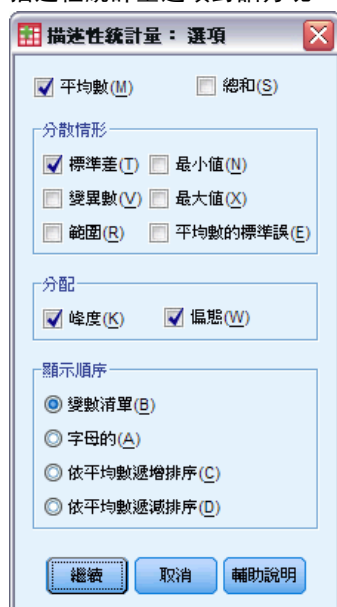 描述性統計量：選項
平均數(M) 總和(S)
分散情形
標準差(T) 最小值(N)
變異數(V) 最大值(X)
範圍(R) 平均數的標準誤(E)
分配
峰度(K) 偏態(W)
顯示順序
變數清單(B)
字母的(A)
依平均數遞增排序(C)
依平均數遞減排序(D)
繼續 取消 輔助說明